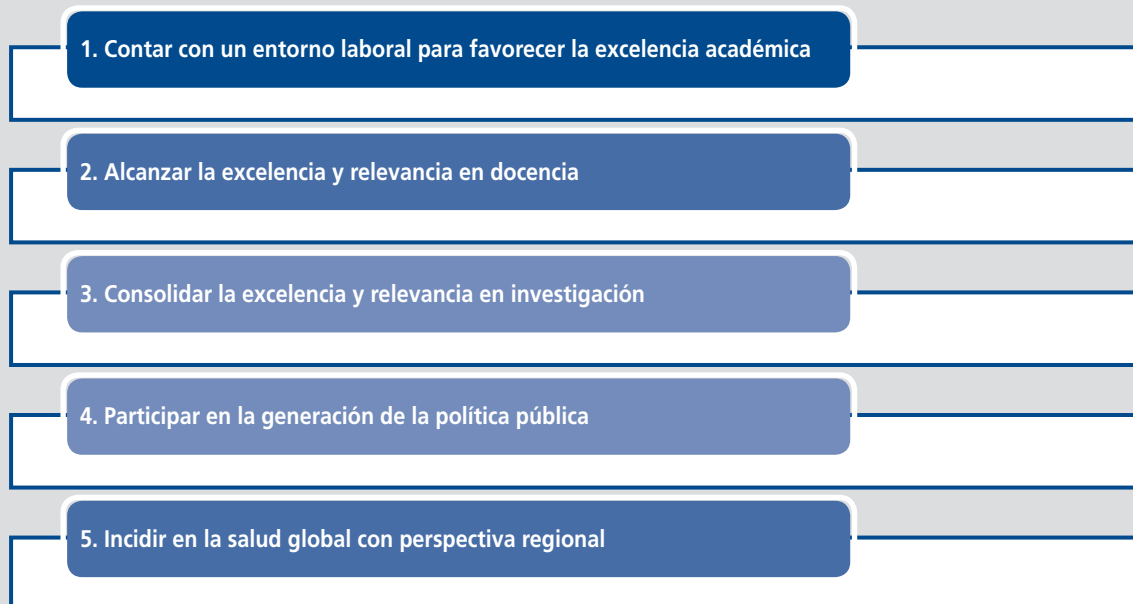 1. Contar con un entorno laboral para favorecer la excelencia académica
2. Alcanzar la excelencia y relevancia en docencia
3. Consolidar la excelencia y relevancia en investigación
4. Participar en la generación de la política pública
5. Incidir en la salud global con perspectiva regional